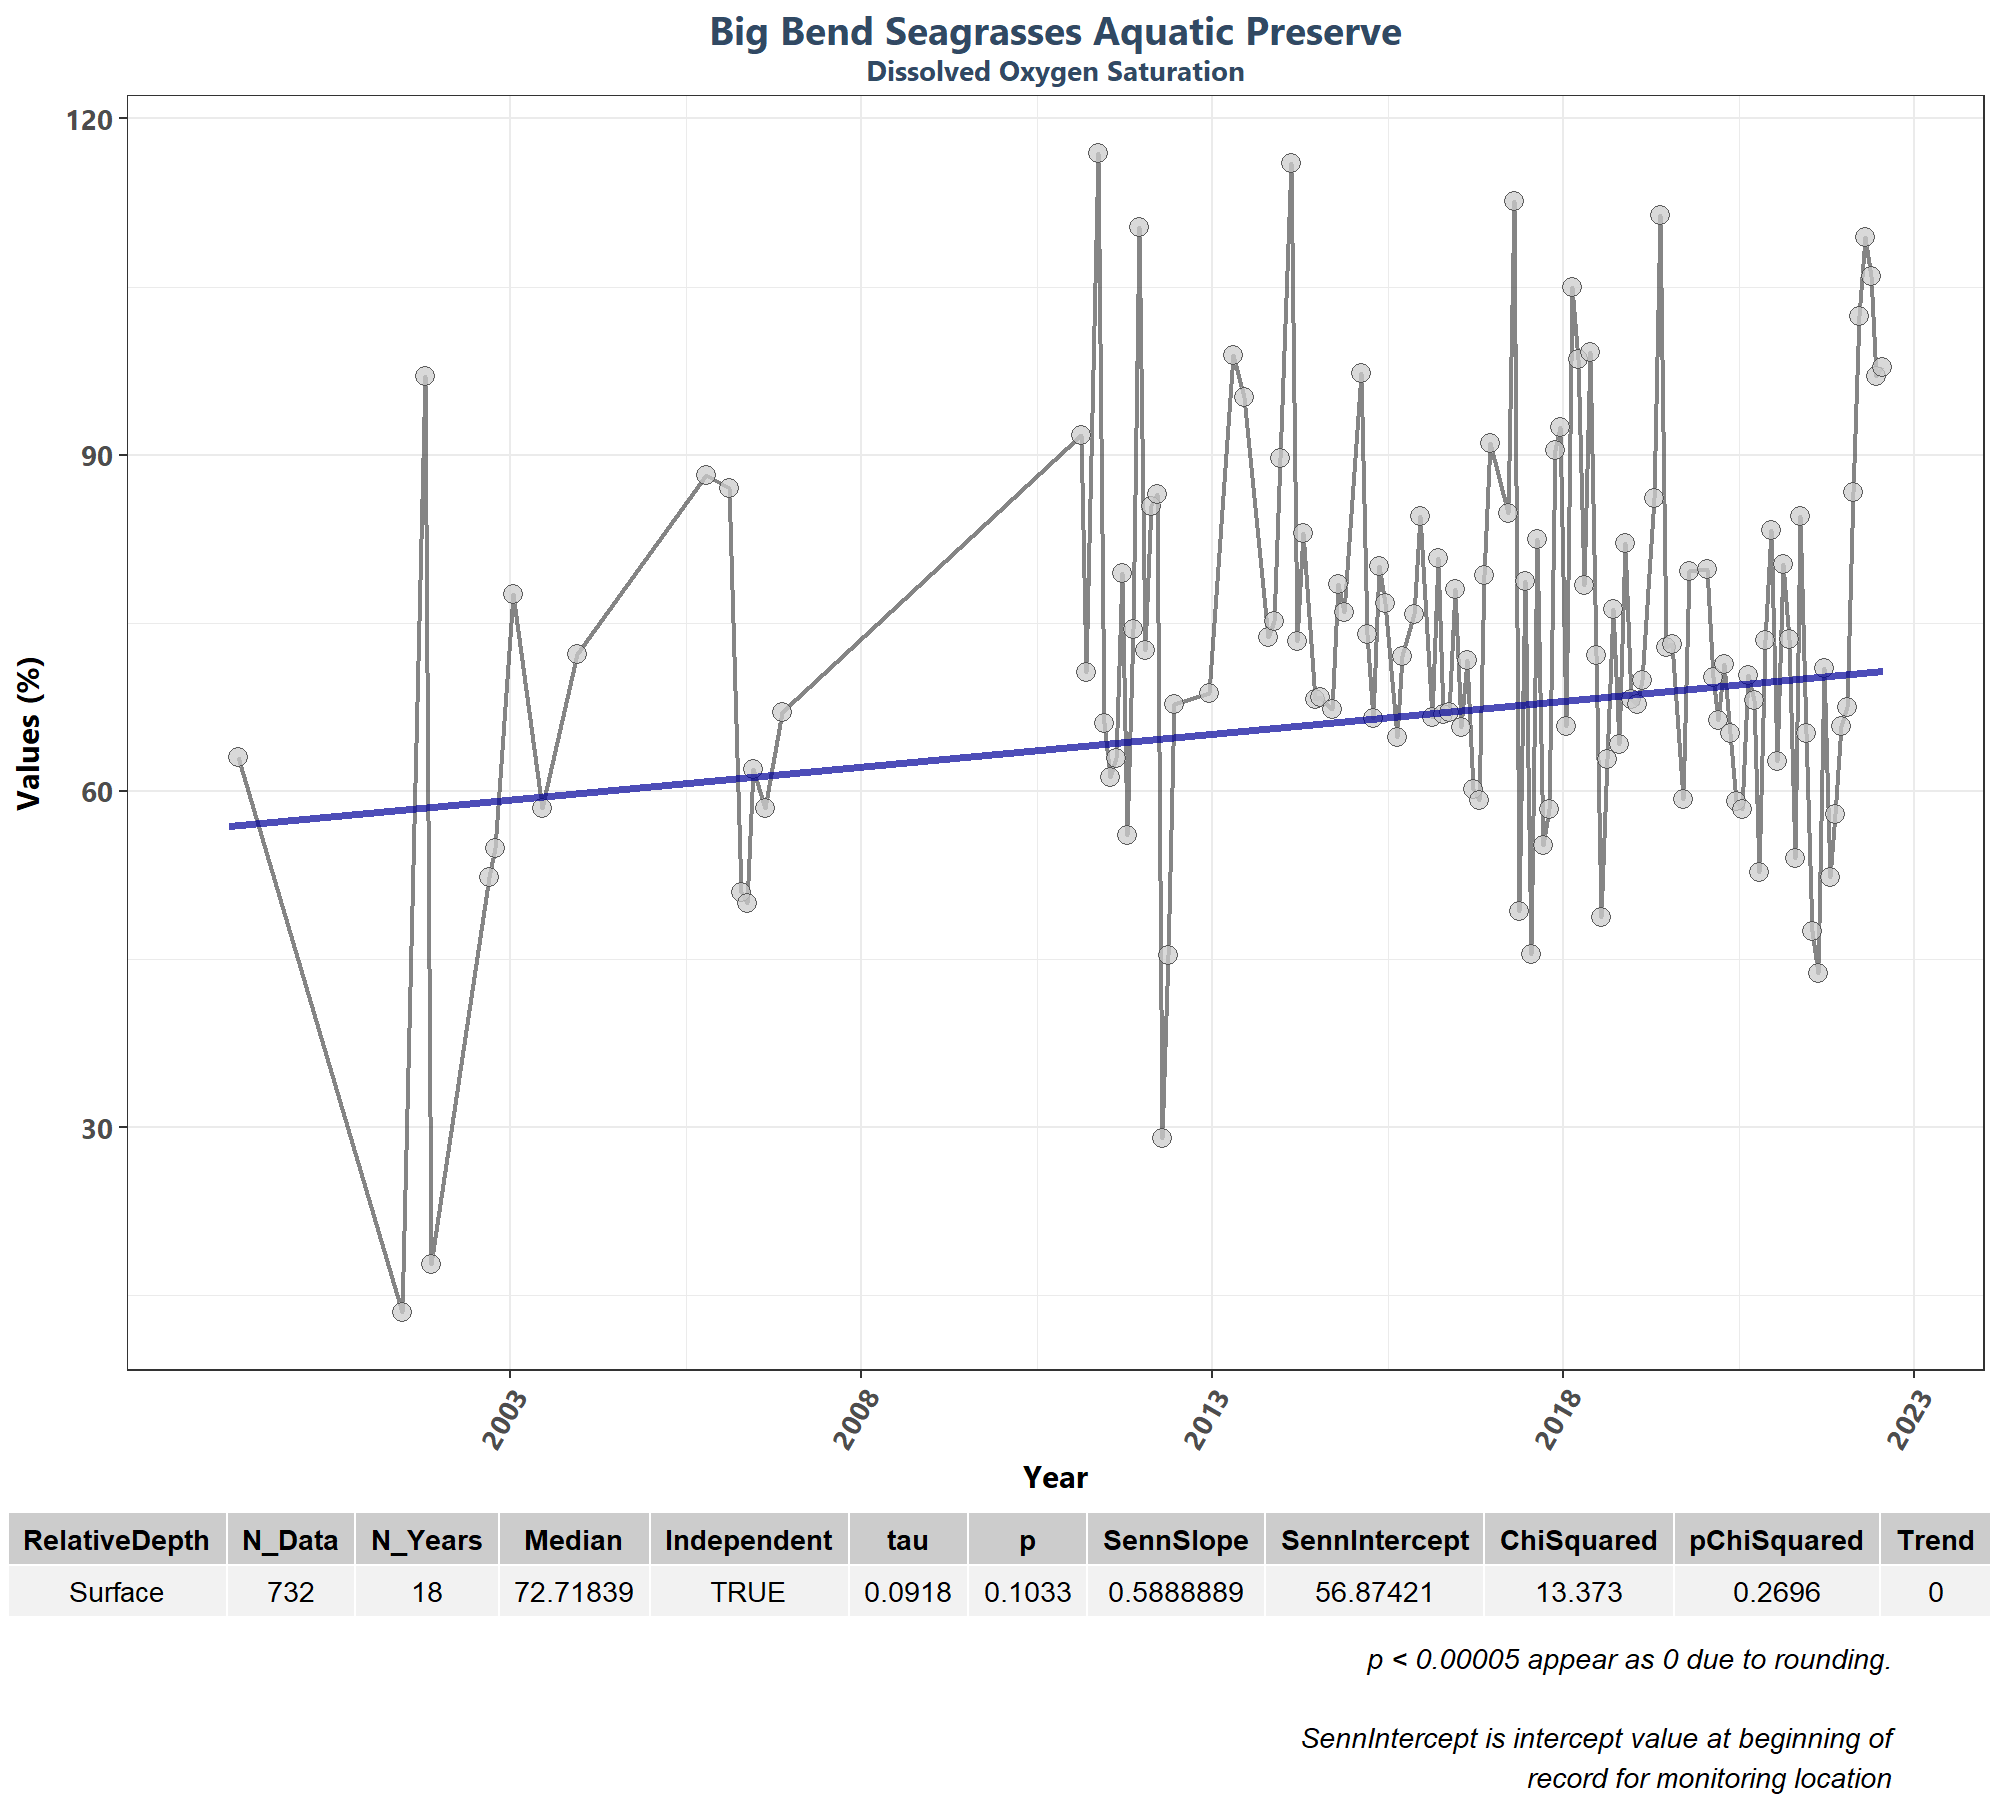 Big Bend Seagrasses Aquatic Preserve
Dissolved Oxygen Saturation
120
90
60
30
Values (%)
2003
2008
2013
2018
2023
Year
RelativeDepth N_Data N_Years Median Independent tau p SennSlope SennIntercept ChiSquared pChiSquared Trend
Surface 732 18 72.71839 TRUE 0.0918 0.1033 0.5888889 56.87421 13.373 0.2696 0
p < 0.00005 appear as 0 due to rounding.
SennIntercept is intercept value at beginning of
record for monitoring location